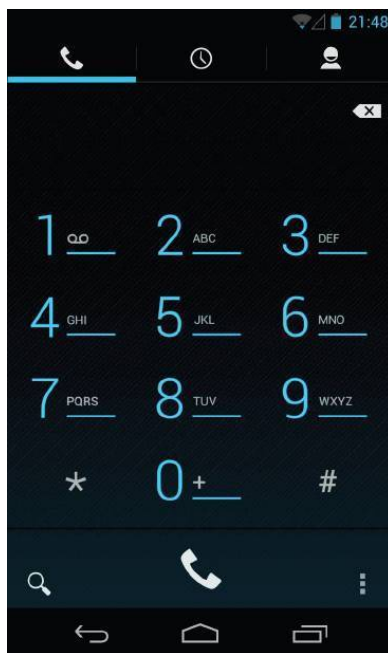 21:48
1 2 ABC 3 DEF
4 GHI 5 JKL 6 MNO
7 PQRS 8 TUV 9 WXYZ
* 0 + #